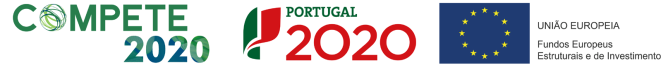 COMPETE
2020
PORTUGAL
2020
UNIÃO EUROPEIA
Fundos Europeus
Estruturais e de Investimento